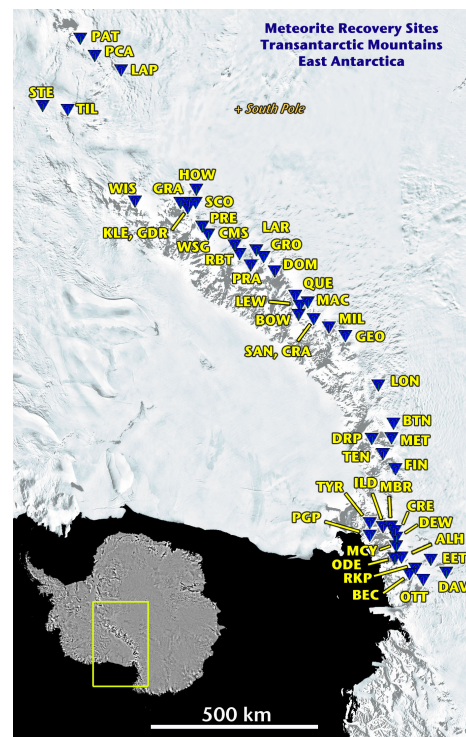 Meteorite Recovery Sites
Transantarctic Mountains
East Antarctica
PAT
PCA
LAP
STE
TIL
+ South Pole
HOW
WIS
GRA
SCO
KLE, GDR
PRE
WSG
CMS
LAR
RBT
GRO
PRA
DOM
QUE
LEW
MAC
BOW
MIL
SAN, CRA
GEO
LON
BTN
DRP
MET
TEN
FIN
ILD
MBR
TYR
CRE
PGP
DEW
MCY
ALH
ODE
EET
RKP
DAV
BEC
OTT
500 km